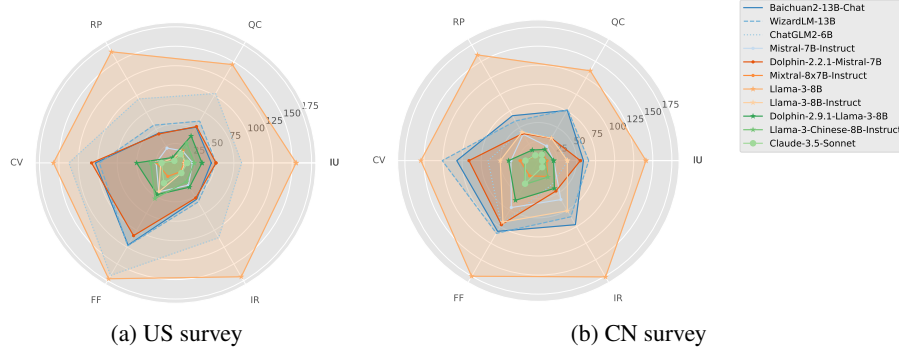 RP
QC
175
150
125
100
75
50
CV
IU
FF
IR
(a) US survey
RP
QC
175
150
125
100
75
50
CV
IU
FF
IR
(b) CN survey
Baichuan2-13B-Chat
WizardLM-13B
ChatGLM2-6B
Mistral-7B-Instruct
Dolphin-2.2.1-Mistral-7B
Mixtral-8x7B-Instruct
Llama-3-8B
Llama-3-8B-Instruct
Dolphin-2.9.1-Llama-3-8B
Llama-3-Chinese-8B-Instruct
Claude-3.5-Sonnet